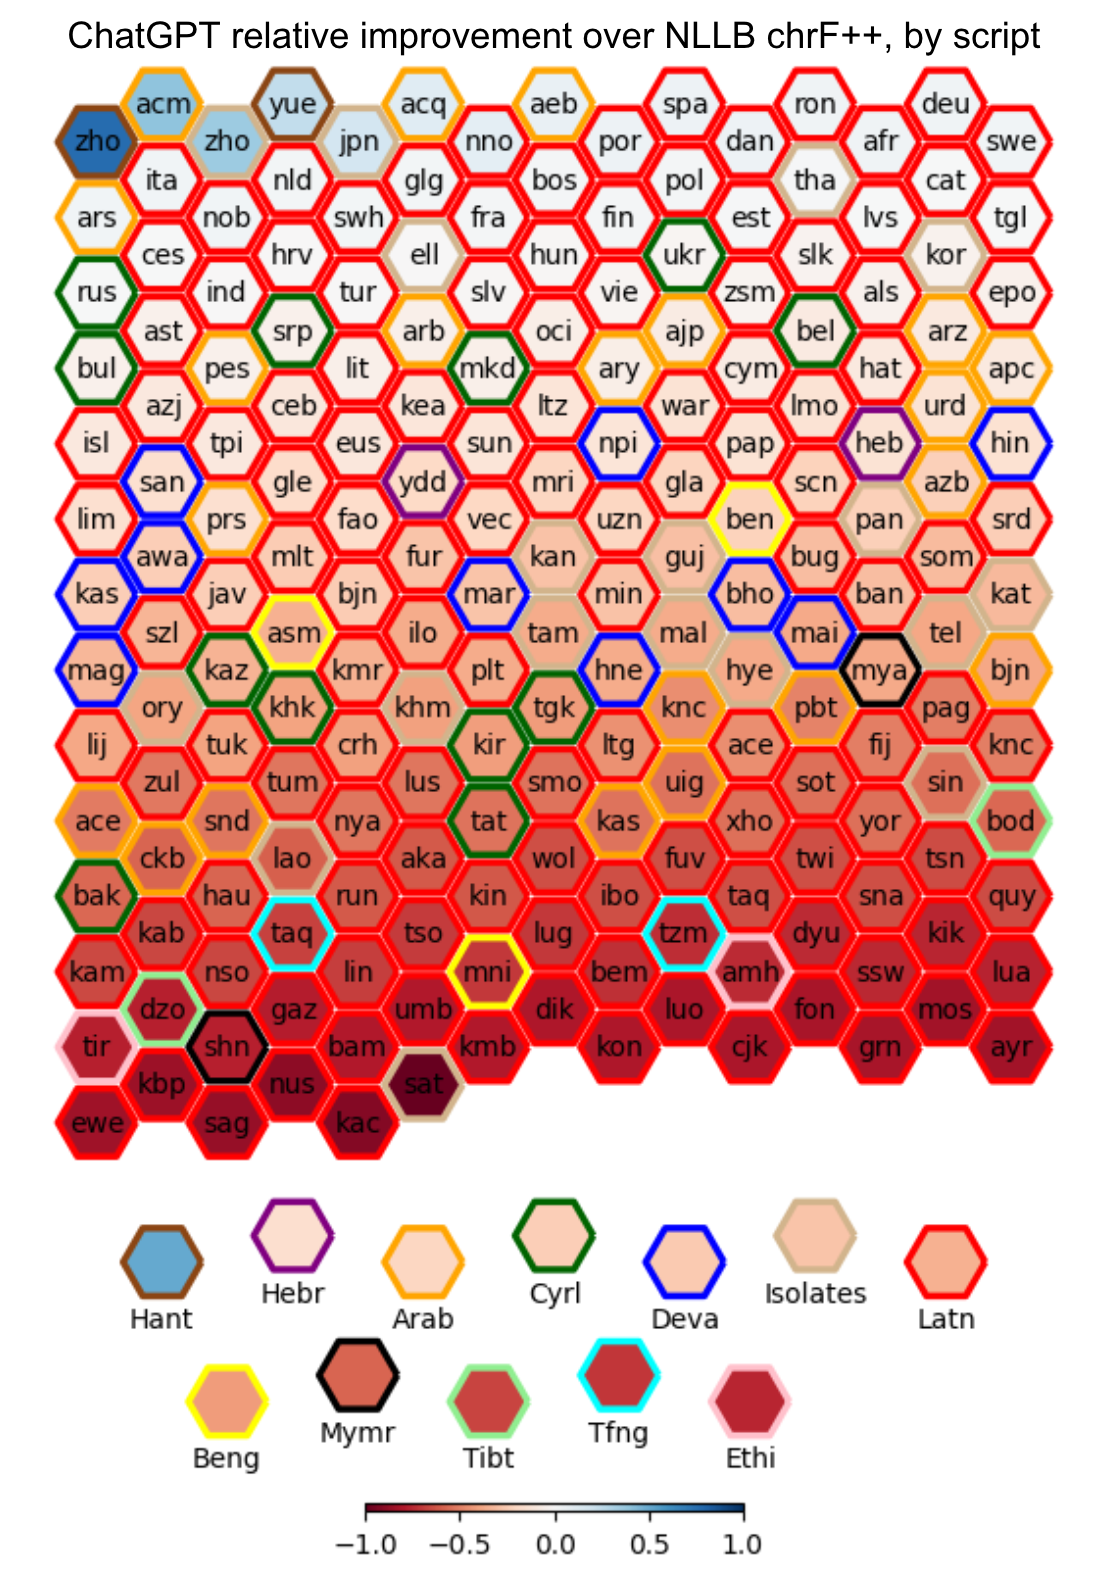 ChatGPT relative improvement over NLLB chrF++, by script
acm yue acq aeb spa ron deu
zho zho jpn nno por dan afr swe
ita nld glg bos pol tha cat
ars nob swh fra fin est lvs tgl
ces hrv ell hun ukr slk kor
rus ind tur slv vie zsm als epo
ast srp arb oci ajp bel arz
bul pes lit mkd ary cym hat apc
azj ceb kea ltz war lmo urd
isl tpi eus sun npi pap heb hin
san gle ydd mri gla scn azb
lim prs fao vec uzn ben pan srd
awa mlt fur kan guj bug som
kas jav bjn mar min bho ban kat
szl asm ilo tam mal mai tel
mag kaz kmr plt hne hye mya bjn
ory khk khm tgk knc pbt pag
lij tuk crh kir ltg ace fij knc
zul tum lus smo uig sot sin
ace snd nya tat kas xho yor bod
ckb lao aka wol fuv twi tsn
bak hau run kin ibo taq sna quy
kab taq tso lug tzm dyu kik
kam nso lin mni bem amh ssw lua
dzo gaz umb dik luo fon mos
tir shn bam kmb kon cjk grn ayr
kbp nus sat
ewe sag kac
Hant Hebr Arab Cyrl Deva Isolates Latn
Beng Mymr Tibt Tfng Ethi
−1.0 −0.5 0.0 0.5 1.0